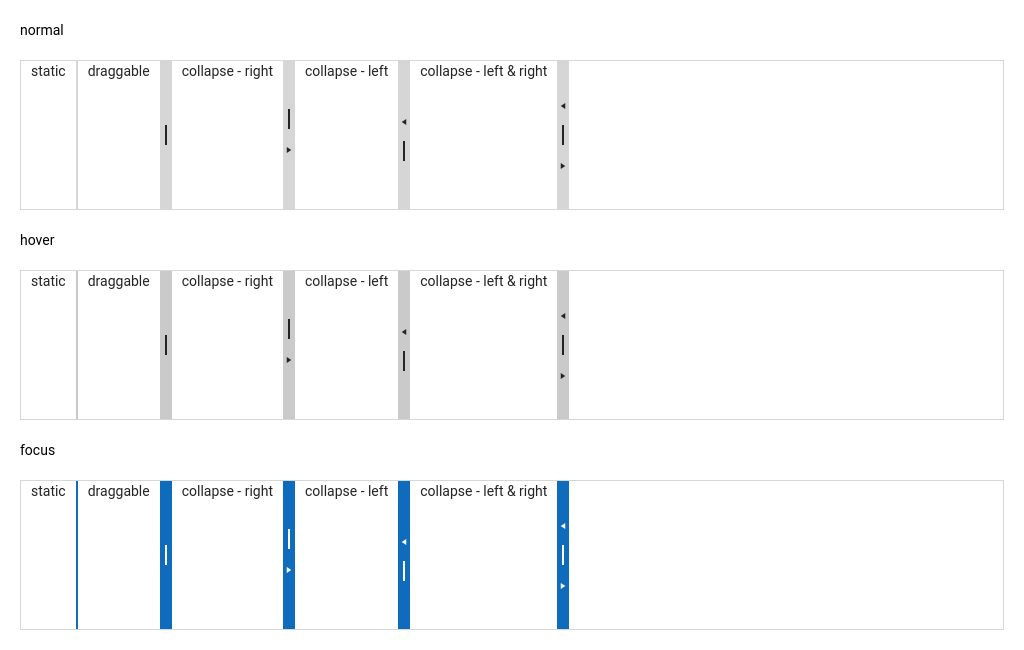 normal
static draggable collapse - right collapse - left collapse - left & right
hover
static draggable collapse - right collapse - left collapse - left & right
focus
static draggable collapse - right collapse - left collapse - left & right